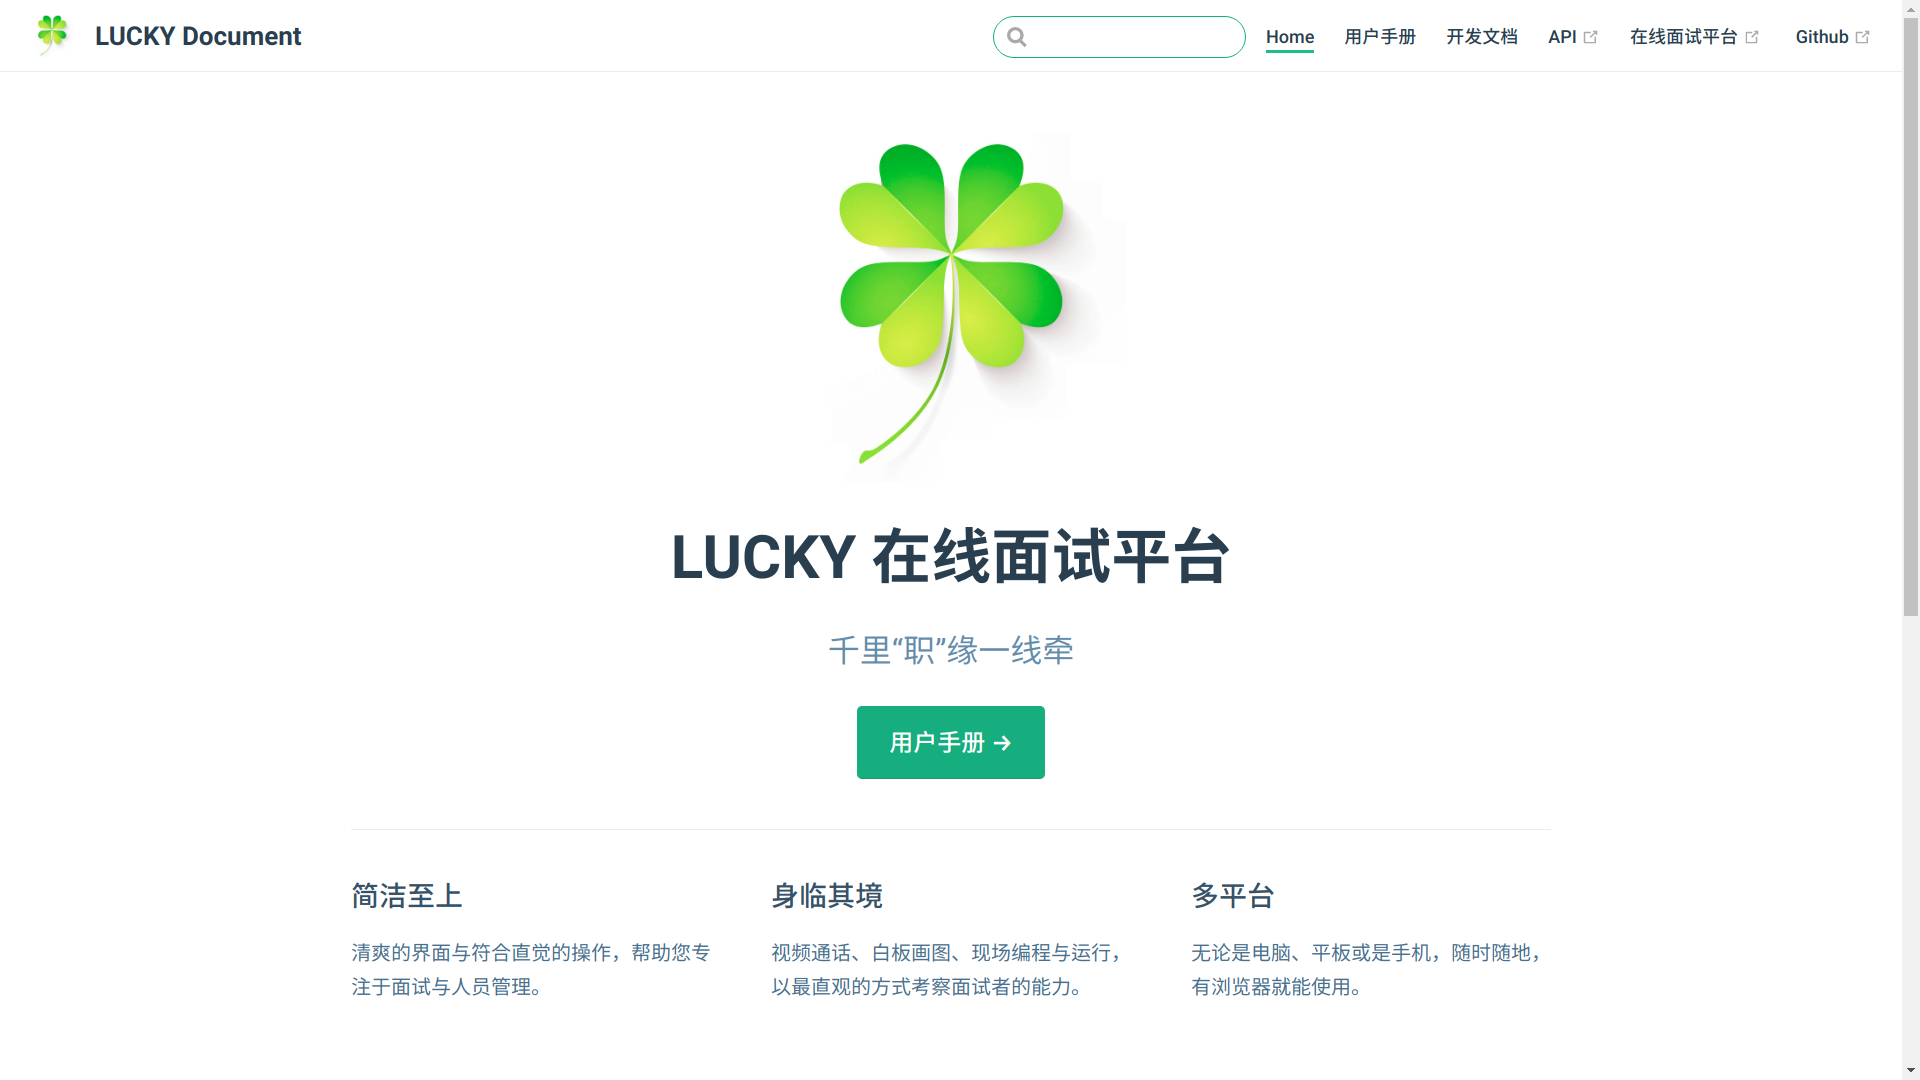 LUCKY Document
Home 用户手册 开发文档 API 在线面试平台 Github
LUCKY 在线面试平台
千里“职”缘一线牵
用户手册 →
简洁至上
清爽的界面与符合直觉的操作，帮助您专
注于面试与人员管理。
身临其境
视频通话、白板画图、现场编程与运行，
以最直观的方式考察面试者的能力。
多平台
无论是电脑、平板或是手机，随时随地，
有浏览器就能使用。